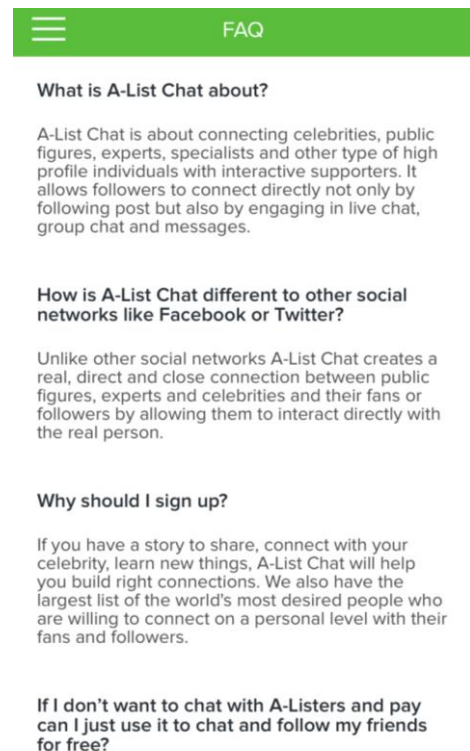 FAQ
What is A-List Chat about?
A-List Chat is about connecting celebrities, public
figures, experts, specialists and other type of high
profile individuals with interactive supporters. It
allows followers to connect directly not only by
following post but also by engaging in live chat,
group chat and messages.
How is A-List Chat different to other social
networks like Facebook or Twitter?
Unlike other social networks A-List Chat creates a
real, direct and close connection between public
figures, experts and celebrities and their fans or
followers by allowing them to interact directly with
the real person.
Why should I sign up?
If you have a story to share, connect with your
celebrity, learn new things, A-List Chat will help
you build right connections. We also have the
largest list of the world's most desired people who
are willing to connect on a personal level with their
fans and followers.
If I don't want to chat with A-Listers and pay
can I just use it to chat and follow my friends
for free?